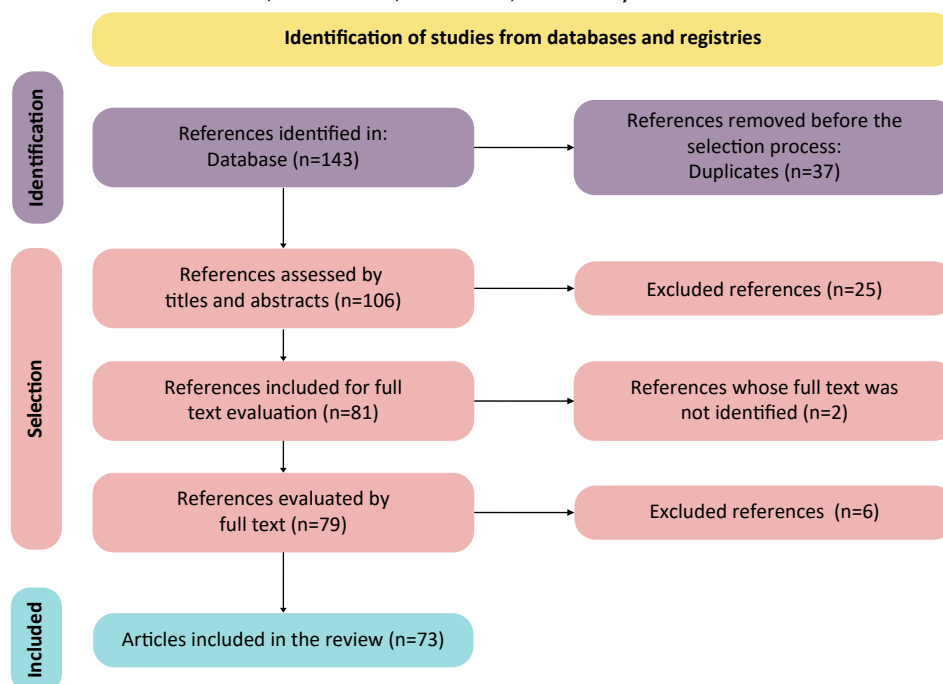 Identification of studies from databases and registries
Identification
References identified in:
Database (n=143)
References removed before the
selection process:
Duplicates (n=37)
Selection
References assessed by
titles and abstracts (n=106)
Excluded references (n=25)
References included for full
text evaluation (n=81)
References whose full text was
not identified (n=2)
References evaluated by
full text (n=79)
Excluded references (n=6)
Included
Articles included in the review (n=73)